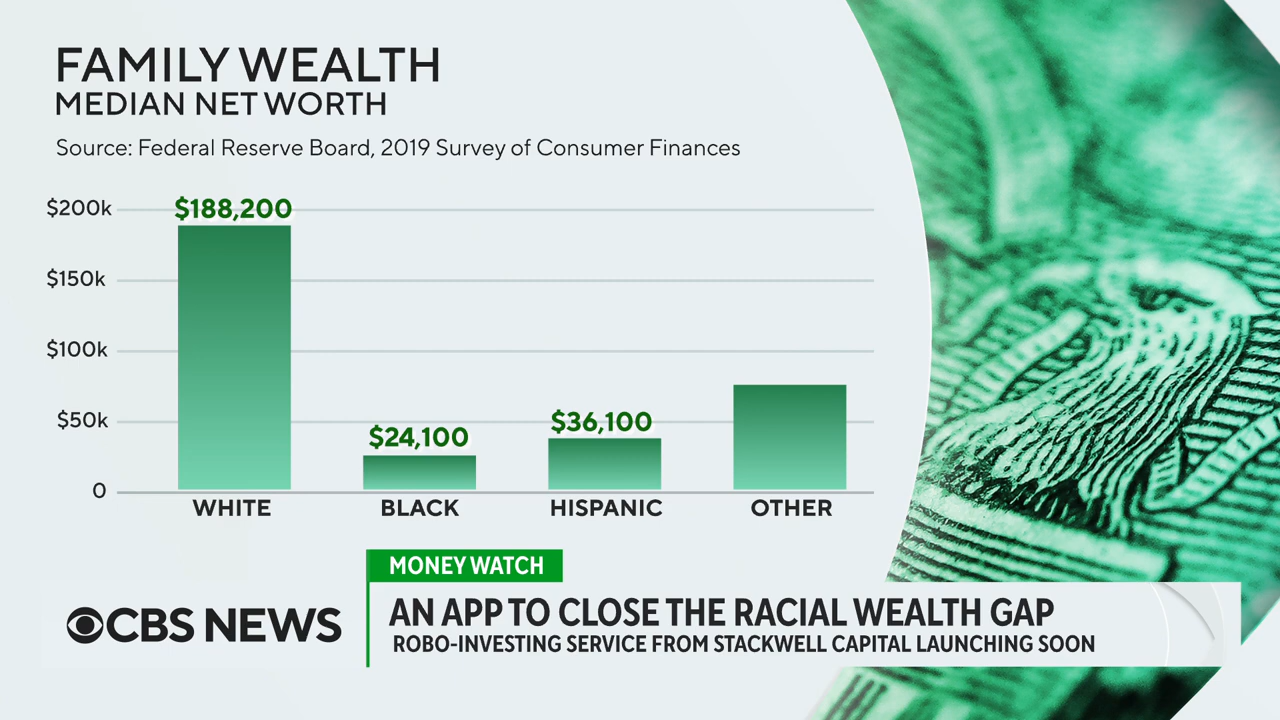 FAMILY WEALTH
MEDIAN NET WORTH
Source: Federal Reserve Board, 2019 Survey of Consumer Finances
$200k
$188,200
$150k
$100k
$50k
$24,100
$36,100
0
WHITE
BLACK
HISPANIC
OTHER
MONEY WATCH
CBS NEWS
AN APP TO CLOSE THE RACIAL WEALTH GAP
ROBO-INVESTING SERVICE FROM STACKWELL CAPITAL LAUNCHING SOON